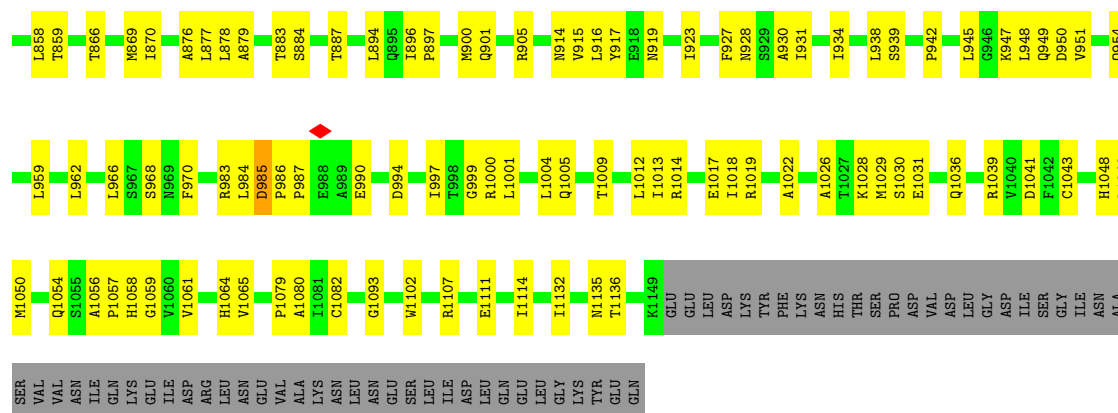 L858 T859 T866 M869 I870 A876 L877 L878 A879 T883 S884 T887 L894 Q895 I896 P897 M900 Q901 R905 N914 V915 L916 Y917 E918 N919 I923 F927 N928 S929 A930 I931 I934 L938 S939 P942 L945 G946 K947 L948 Q949 D950 V951
L959 L962 L966 S967 S968 N969 F970 R983 L984 D985 P986 P987 E988 A989 E990 D994 I997 T998 G999 R1000 L1001 L1004 Q1005 T1009 L1012 I1013 R1014 E1017 I1018 R1019 A1022 A1026 T1027 K1028 M1029 S1030 E1031 Q1036 R1039 V1040 D1041 F1042 C1043 H1048
M1050 Q1054 S1055 A1056 P1057 H1058 G1059 V1060 V1061 H1064 V1065 P1079 A1080 I1081 C1082 G1093 W1102 R1107 E1111 I1114 I1132 N1135 T1136 K1149 GLU GLU LEU ASP LYS TYR PHE LYS ASN HIS THR SER PRO ASP VAL ASP LEU GLY ASP ILE SER GLY ILE ASN ALA
SER VAL VAL ASN ILE GLN LYS GLU ILE ASP ARG LEU ASN GLU VAL ALA LYS ASN LEU ASN GLU SER LEU ILE ASP LEU GLN GLU LEU GLY LYS TYR GLU GLN